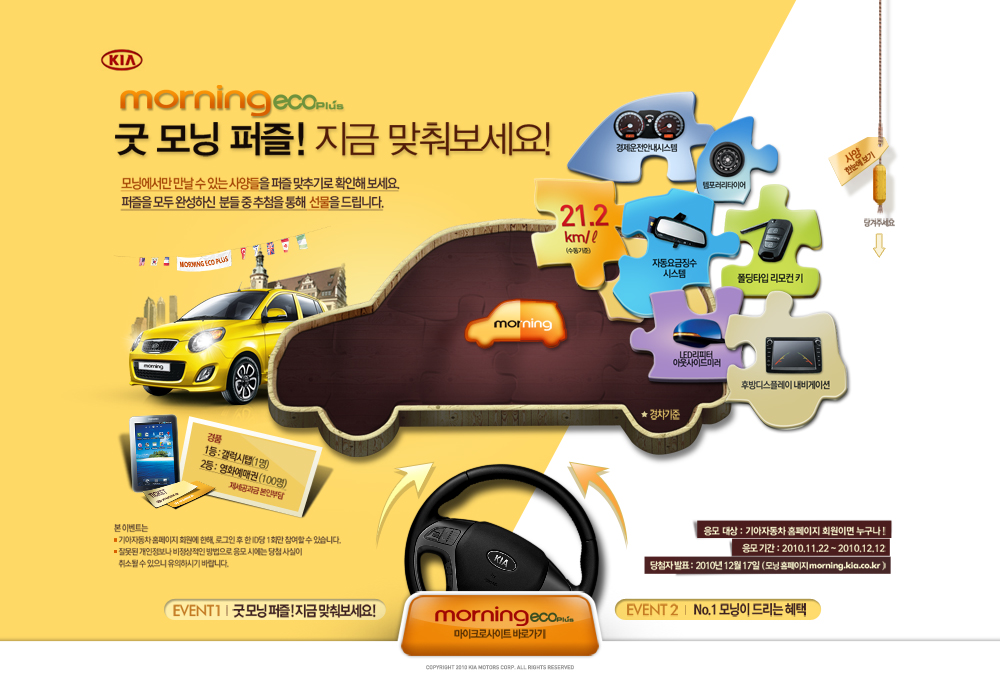 KIA
morning eco Plus
굿 모닝 퍼즐! 지금 맞춰보세요!
모닝에서만 만날 수 있는 사양들을 퍼즐 맞추기로 확인해 보세요.
퍼즐을 모두 완성하신 분들 중 추첨을 통해 선물을 드립니다.
경제운전안내시스템
템포러리타이어
사양
한눈에 보기
당겨주세요
21.2
km/ℓ
(수동기준)
자동요금징수
시스템
폴딩타입 리모컨 키
MORNING ECO PLUS
morning
morning
LED리피터
아웃사이드미러
후방디스플레이 내비게이션
★ 경차기준
경품
1등 : 갤럭시탭(1명)
2등 : 영화예매권(100명)
제세공과금 본인부담
TICKET
본 이벤트는
기아자동차 홈페이지 회원에 한해, 로그인 후 한 ID당 1회만 참여할 수 있습니다.
잘못된 개인정보나 비정상적인 방법으로 응모 시에는 당첨 사실이
취소될 수 있으니 유의하시기 바랍니다.
KIA
응모 대상 : 기아자동차 홈페이지 회원이면 누구나!
응모 기간 : 2010.11.22 ~ 2010.12.12
당첨자 발표 : 2010년 12월 17일 (모닝 홈페이지 morning.kia.co.kr)
EVENT 1 | 굿 모닝 퍼즐! 지금 맞춰보세요!
morning eco Plus
마이크로사이트 바로가기
EVENT 2 | No.1 모닝이 드리는 혜택
COPYRIGHT 2010 KIA MOTORS CORP. ALL RIGHTS RESERVED